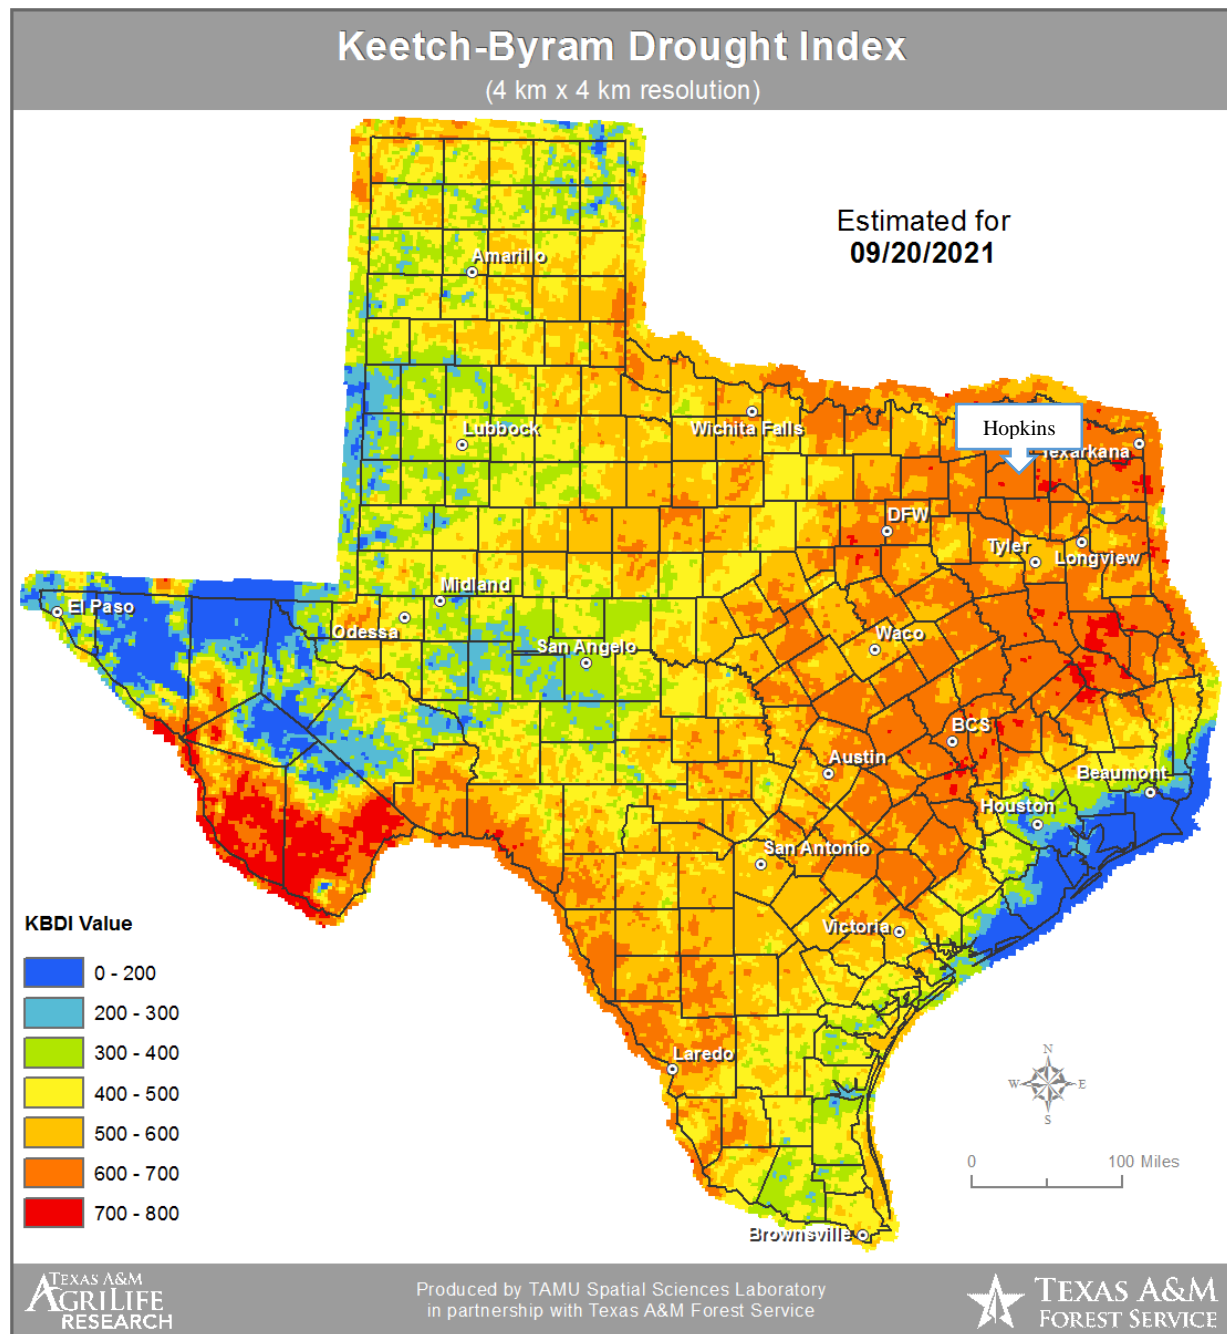 Keetch-Byram Drought Index
(4 km x 4 km resolution)
Estimated for
09/20/2021
Amarillo
Hopkins
Wichita Falls
Lubbock
Texarkana
DFW
Tyler
Longview
Midland
El Paso
Odessa
Waco
San Angelo
BCS
Austin
Beaumont
Houston
San Antonio
Victoria
Laredo
Brownsville
KBDI Value
0 - 200
200 - 300
300 - 400
400 - 500
500 - 600
600 - 700
700 - 800
N
W E
S
0 100 Miles
TEXAS A&M
AGRILIFE
RESEARCH
Produced by TAMU Spatial Sciences Laboratory
in partnership with Texas A&M Forest Service
TEXAS A&M
FOREST SERVICE